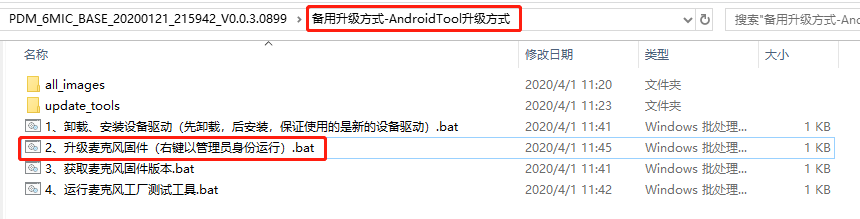 PDM_6MIC_BASE_20200121_215942_V0.0.3.0899 > 备用升级方式-AndroidTool升级方式 搜索"备用升级方式-An
名称 修改日期 类型 大小
all_images 2020/4/1 11:20 文件夹
update_tools 2020/4/1 11:23 文件夹
1、卸载、安装设备驱动（先卸载，后安装，保证使用的是新的设备驱动）.bat 2020/4/1 11:41 Windows 批处理... 1 KB
2、升级麦克风固件（右键以管理员身份运行）.bat 2020/4/1 11:45 Windows 批处理... 1 KB
3、获取麦克风固件版本.bat 2020/4/1 11:41 Windows 批处理... 1 KB
4、运行麦克风工厂测试工具.bat 2020/4/1 11:42 Windows 批处理... 1 KB